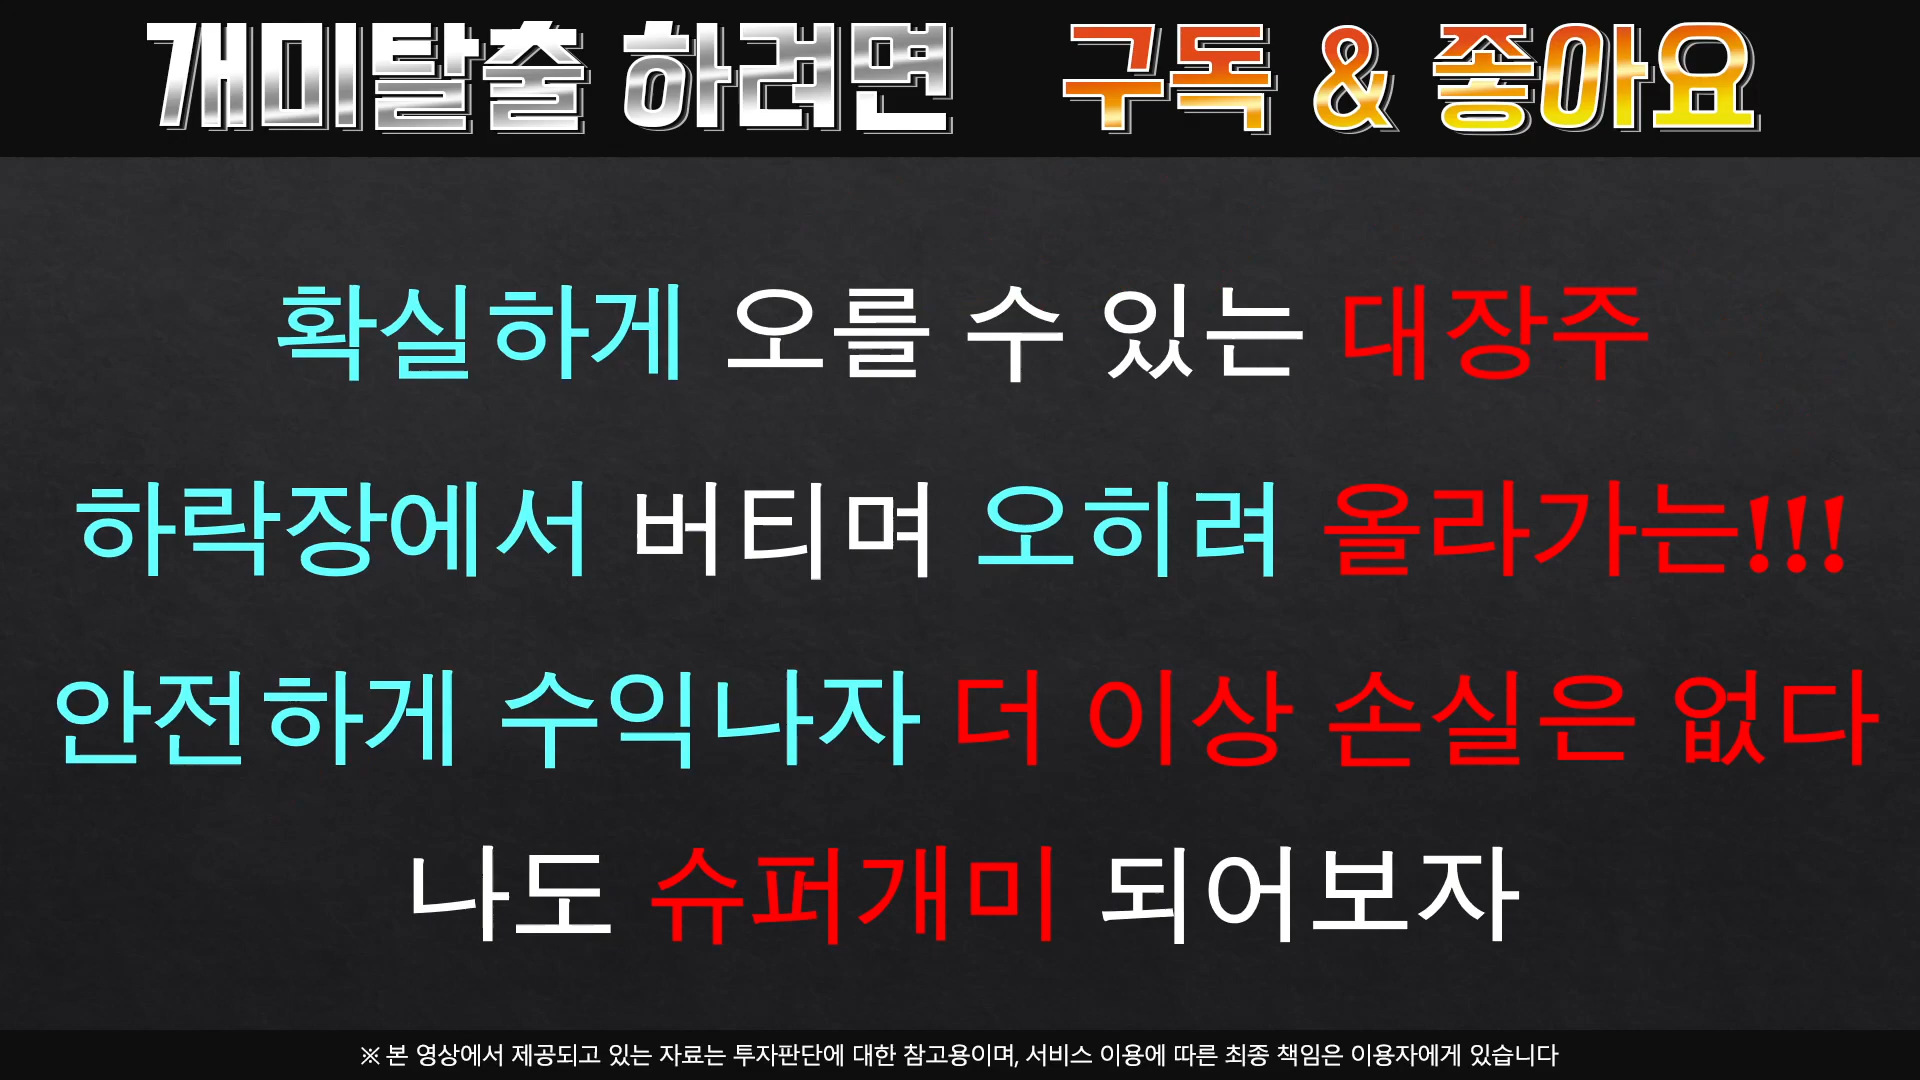 개미탈출 하려면 구독 & 좋아요
확실하게 오를 수 있는 대장주
하락장에서 버티며 오히려 올라가는!!!
안전하게 수익나자 더 이상 손실은 없다
나도 슈퍼개미 되어보자
※ 본 영상에서 제공되고 있는 자료는 투자판단에 대한 참고용이며, 서비스 이용에 따른 최종 책임은 이용자에게 있습니다